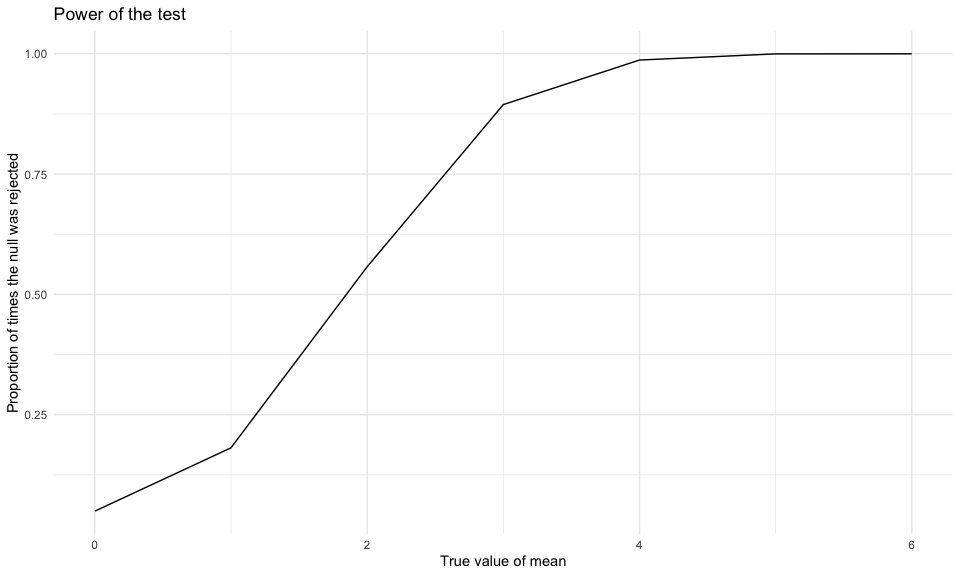 Power of the test
Proportion of times the null was rejected
1.00
0.75
0.50
0.25
0 2 4 6
True value of mean